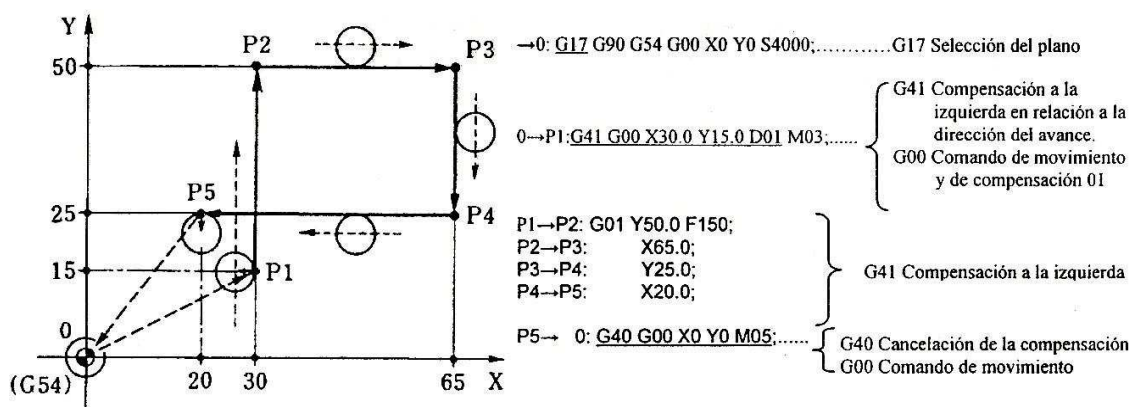 Y
50
25
15
0
(G54)
20
30
65
X
P2
P3
P5
P4
P1
→0: G17 G90 G54 G00 X0 Y0 S4000;............G17 Selección del plano
0→P1:G41 G00 X30.0 Y15.0 D01 M03;......
G41 Compensación a la
izquierda en relación a la
dirección del avance.
G00 Comando de movimiento
y de compensación 01
P1→P2: G01 Y50.0 F150;
P2→P3: X65.0;
P3→P4: Y25.0;
P4→P5: X20.0;
G41 Compensación a la izquierda
P5→ 0: G40 G00 X0 Y0 M05;......
G40 Cancelación de la compensación
G00 Comando de movimiento